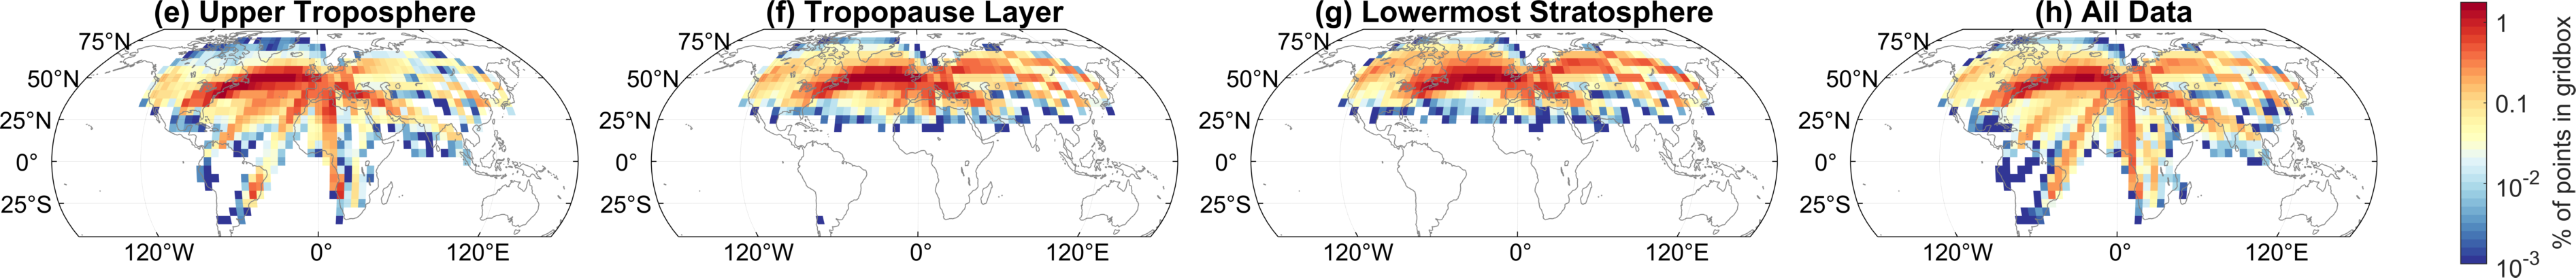 (e) Upper Troposphere
75°N
50°N
25°N
0°
25°S
120°W
0°
120°E
(f) Tropopause Layer
75°N
50°N
25°N
0°
25°S
120°W
0°
120°E
(g) Lowermost Stratosphere
75°N
50°N
25°N
0°
25°S
120°W
0°
120°E
(h) All Data
75°N
50°N
25°N
0°
25°S
120°W
0°
120°E
1
0.1
10-2
10-3
% of points in gridbox